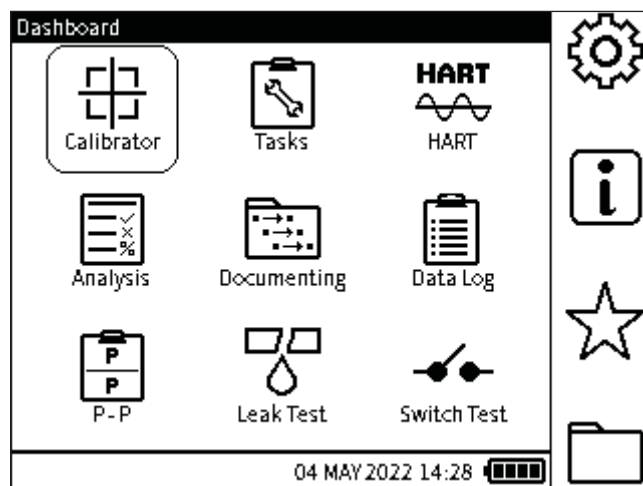 Dashboard
Calibrator
Tasks
HART
HART
Analysis
%
Documenting
Data Log
P
P
P-P
Leak Test
Switch Test
i
04 MAY 2022 14:28